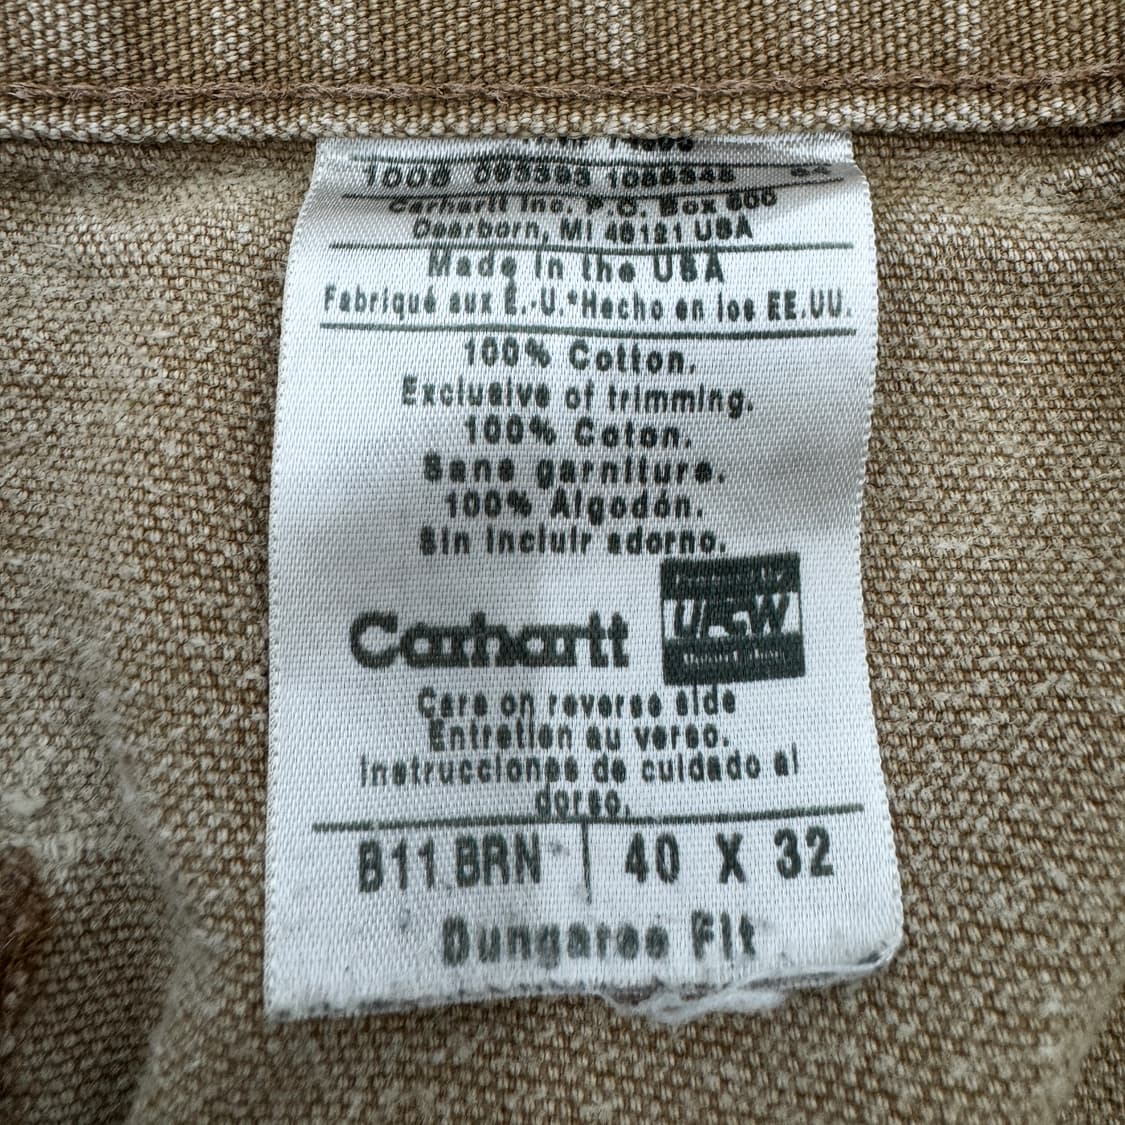 1008 093393 1089348
Carhartt Inc. P.O. Box 600
Dearborn, MI 48121 USA
Made in the USA
Fabriqué aux É.-U.*Hecho en los EE.UU.
100% Cotton.
Exclusive of trimming.
100% Coton.
Sans garniture.
100% Algodón.
Sin incluir adorno.
Carhartt
UFCW
Care on reverse side
Entretien au verso.
Instrucciones de cuidado al
dorso.
B11 BRN | 40 X 32
Dungaree Fit